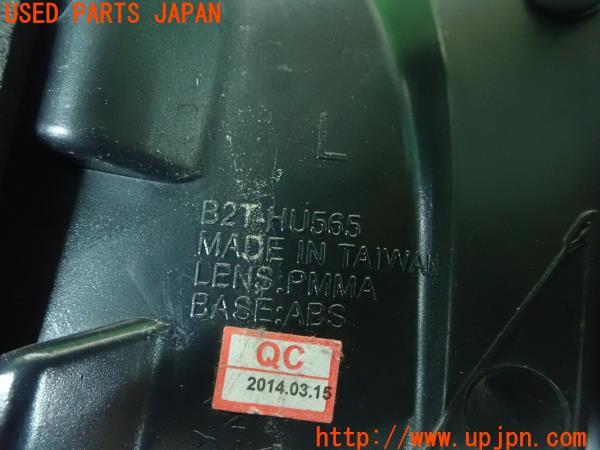 USED PARTS JAPAN
L
B2T-HU565
MADE IN TAIWAN
LENS:PMMA
BASE:ABS
QC
2014.03.15
http://www.upjpn.com